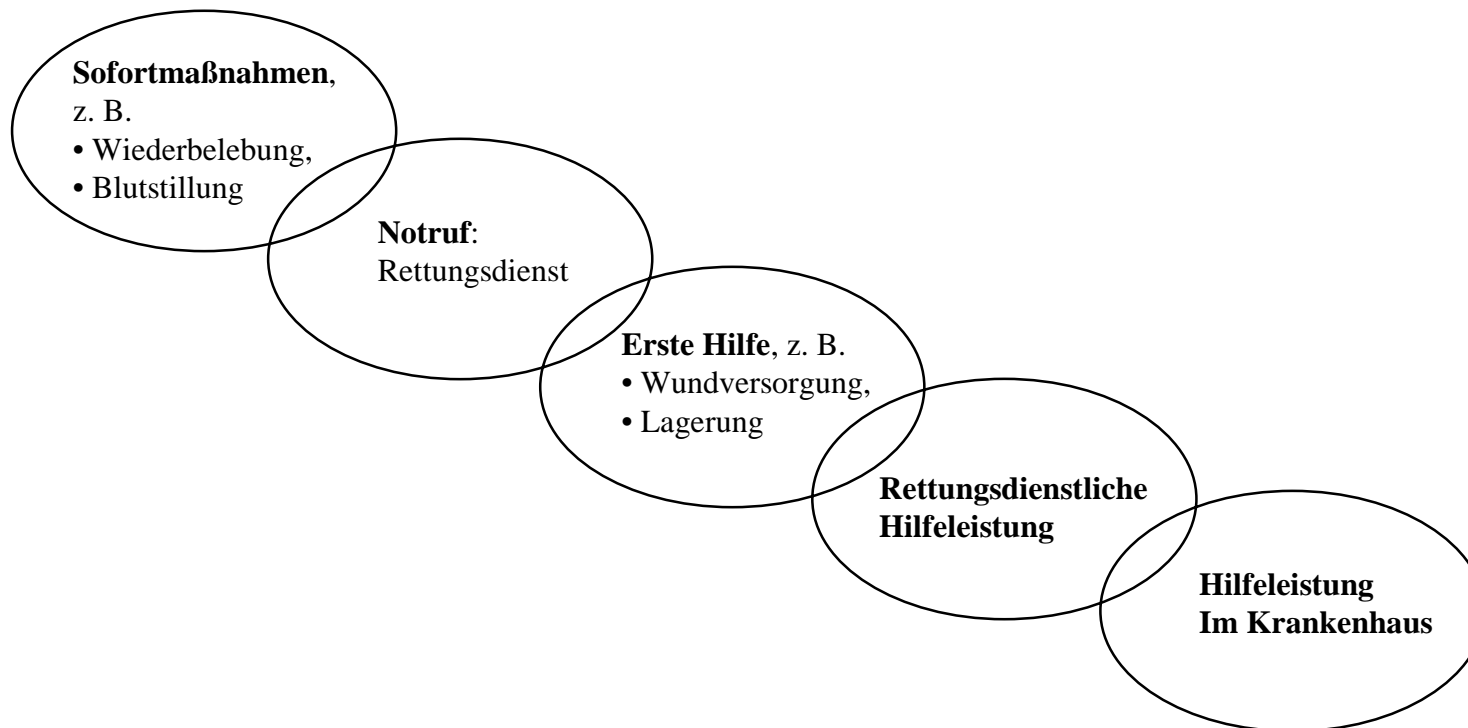 Sofortmaßnahmen,
z. B.
• Wiederbelebung,
• Blutstillung
Notruf:
Rettungsdienst
Erste Hilfe, z. B.
• Wundversorgung,
• Lagerung
Rettungsdienstliche
Hilfeleistung
Hilfeleistung
Im Krankenhaus